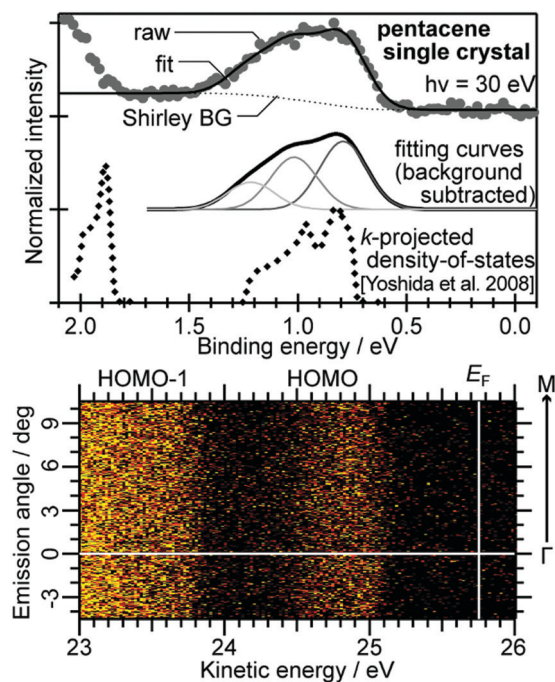 raw
pentacene
single crystal
fit
hν = 30 eV
Shirley BG
fitting curves
(background
subtracted)
k-projected
density-of-states
[Yoshida et al. 2008]
Normalized intensity
2.0 1.5 1.0 0.5 0.0
Binding energy / eV
HOMO-1 HOMO EF M
Emission angle / deg
9
6
3
0 Γ
-3
23 24 25 26
Kinetic energy / eV